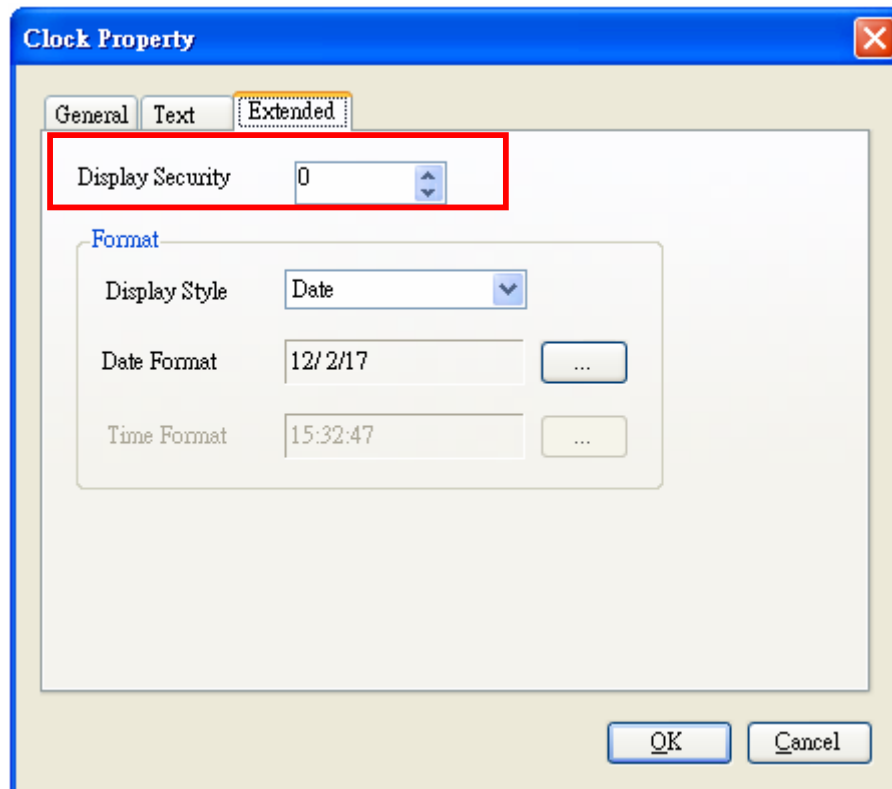 Clock Property
General Text Extended
Display Security 0
Format
Display Style Date
Date Format 12/ 2/17 ...
Time Format 15:32:47 ...
OK Cancel